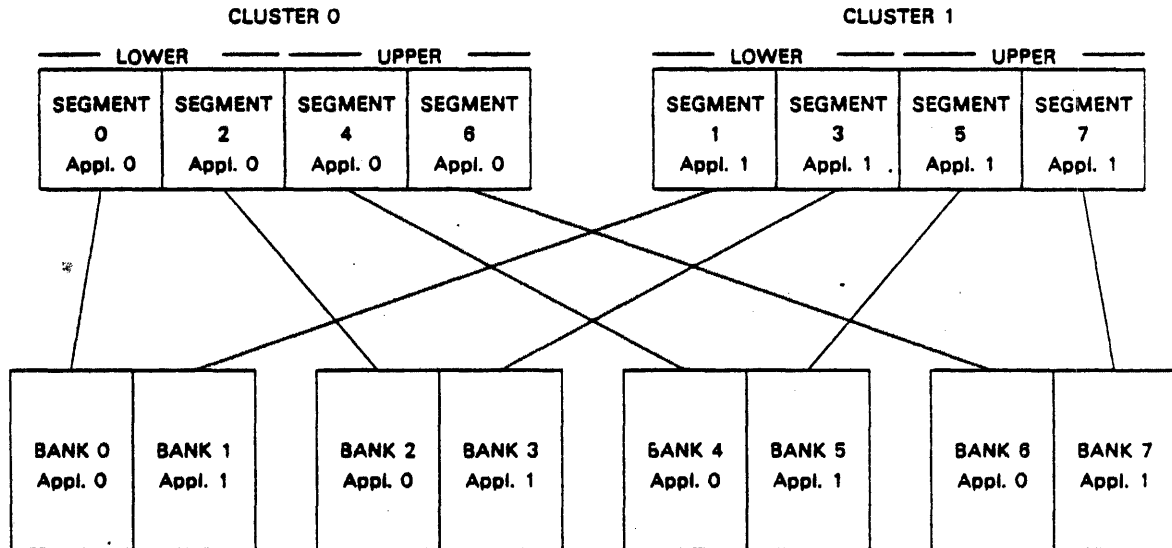 CLUSTER 0 CLUSTER 1
LOWER UPPER LOWER UPPER
SEGMENT SEGMENT SEGMENT SEGMENT SEGMENT SEGMENT SEGMENT SEGMENT
0 2 4 6 1 3 5 7
Appl. 0 Appl. 0 Appl. 0 Appl. 0 Appl. 1 Appl. 1 Appl. 1 Appl. 1
BANK 0 BANK 1 BANK 2 BANK 3 BANK 4 BANK 5 BANK 6 BANK 7
Appl. 0 Appl. 1 Appl. 0 Appl. 1 Appl. 0 Appl. 1 Appl. 0 Appl. 1